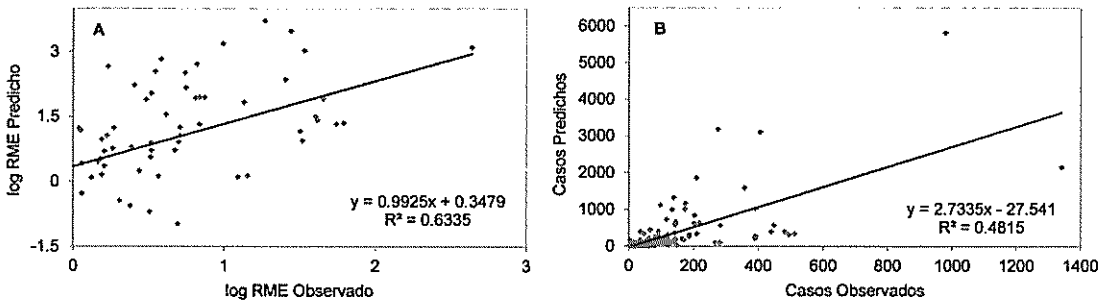 A
log RME Predicho
3
1.5
0
-1.5
y = 0.9925x + 0.3479
R² = 0.6335
0 1 2 3
log RME Observado
B
Casos Predichos
6000
5000
4000
3000
2000
1000
0
y = 2.7335x - 27.541
R² = 0.4815
0 200 400 600 800 1000 1200 1400
Casos Observados